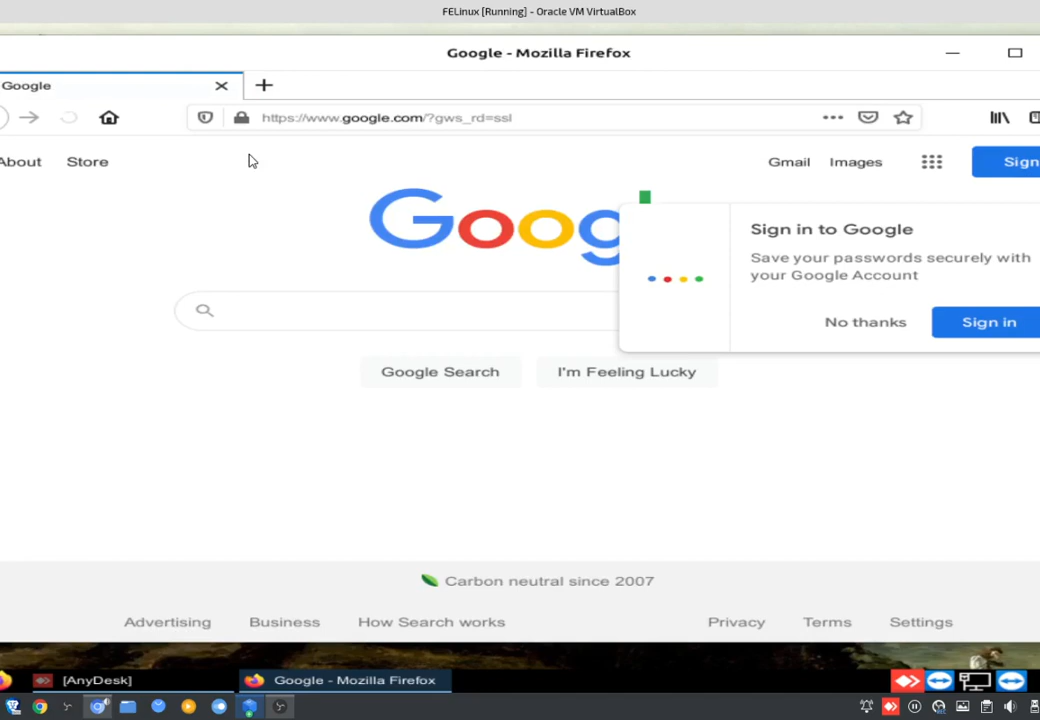 FELinux [Running] - Oracle VM VirtualBox
Google - Mozilla Firefox
Google
https://www.google.com/?gws_rd=ssl
About Store Gmail Images Sign
Goog
Sign in to Google
Save your passwords securely with
your Google Account
No thanks Sign in
Google Search I'm Feeling Lucky
Carbon neutral since 2007
Advertising Business How Search works Privacy Terms Settings
[AnyDesk] Google - Mozilla Firefox